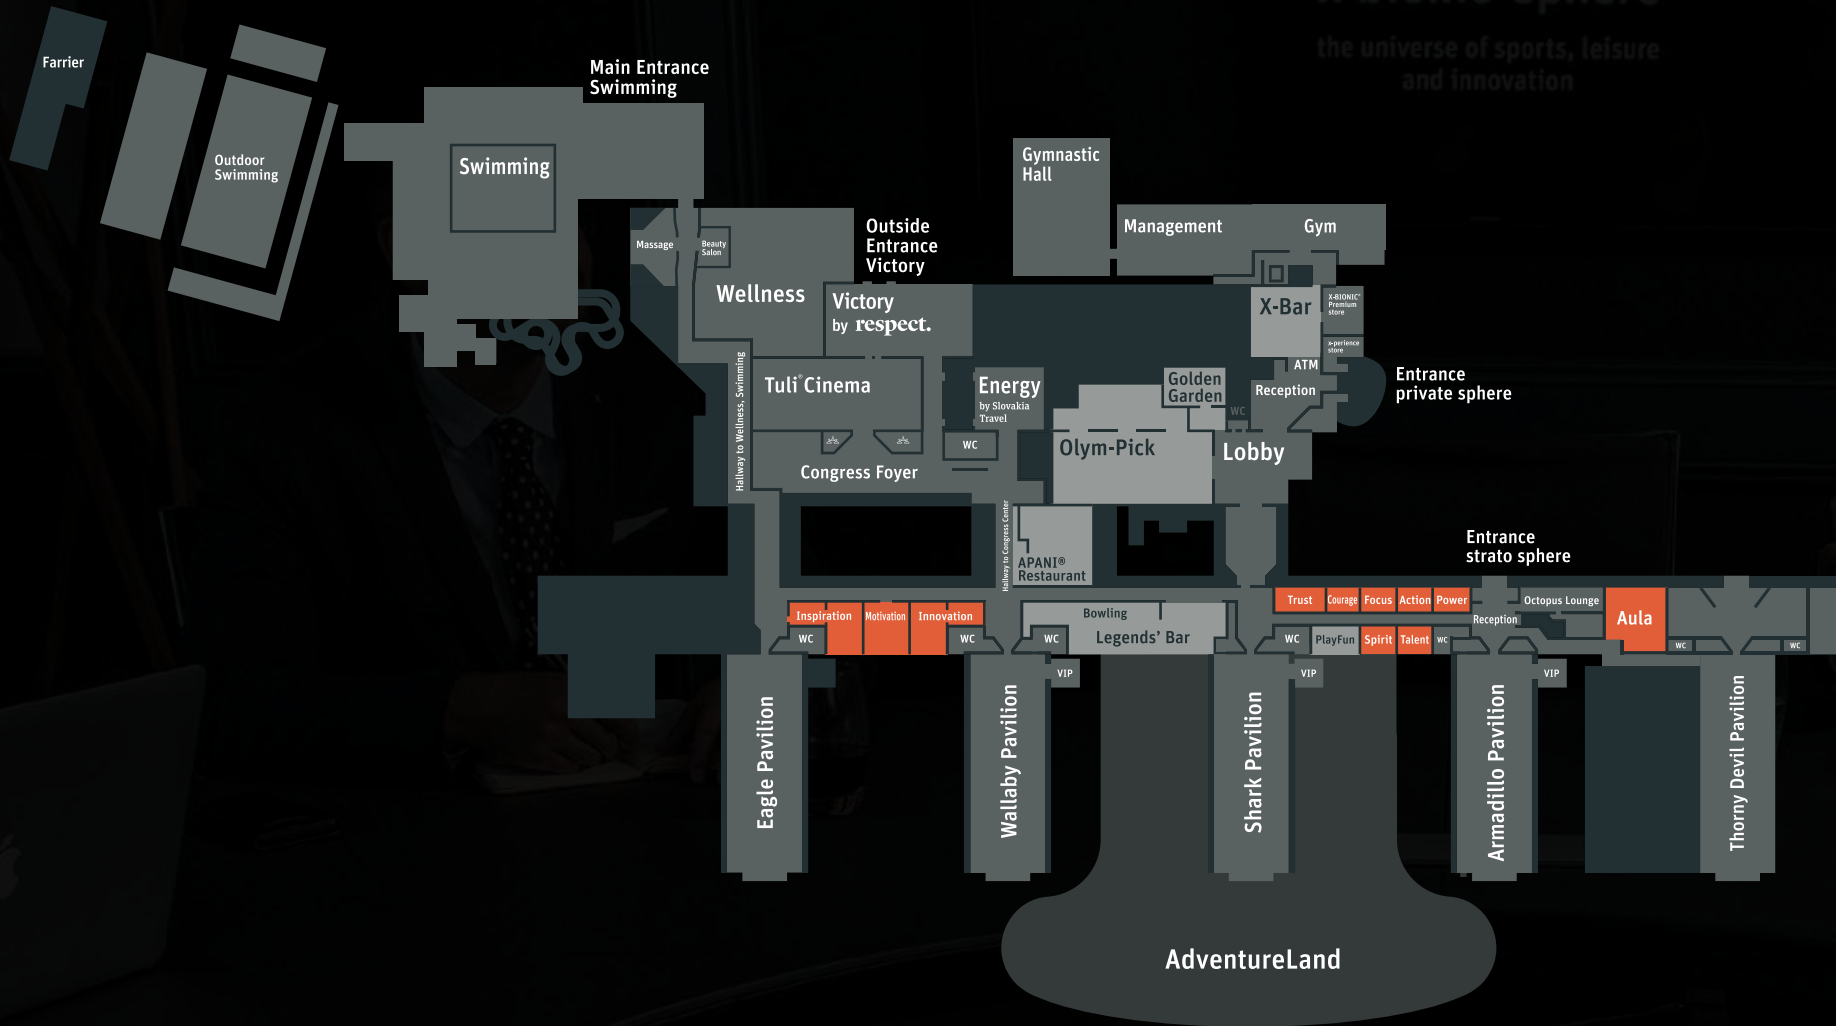 the universe of sports, leisure
and innovation
Farrier
Outdoor
Swimming
Main Entrance
Swimming
Swimming
Massage
Beauty
Salon
Wellness
Outside
Entrance
Victory
Victory
by respect.
Tuli® Cinema
Hallway to Wellness, Swimming
Congress Foyer
Energy
by Slovakia
Travel
WC
Gymnastic
Hall
Management
Gym
X-Bar
X-BIONIC®
Premium
store
x-perience
store
ATM
Reception
Golden
Garden
WC
Entrance
private sphere
Olym-Pick
Lobby
Hallway to Congress Center
APANI®
Restaurant
Entrance
strato sphere
Inspiration
Motivation
Innovation
WC
WC
Bowling
Legends' Bar
WC
Trust
Courage
Focus
Action
Power
WC
PlayFun
Spirit
Talent
WC
Reception
Octopus Lounge
Aula
WC
WC
VIP
VIP
VIP
Eagle Pavilion
Wallaby Pavilion
Shark Pavilion
Armadillo Pavilion
Thorny Devil Pavilion
AdventureLand